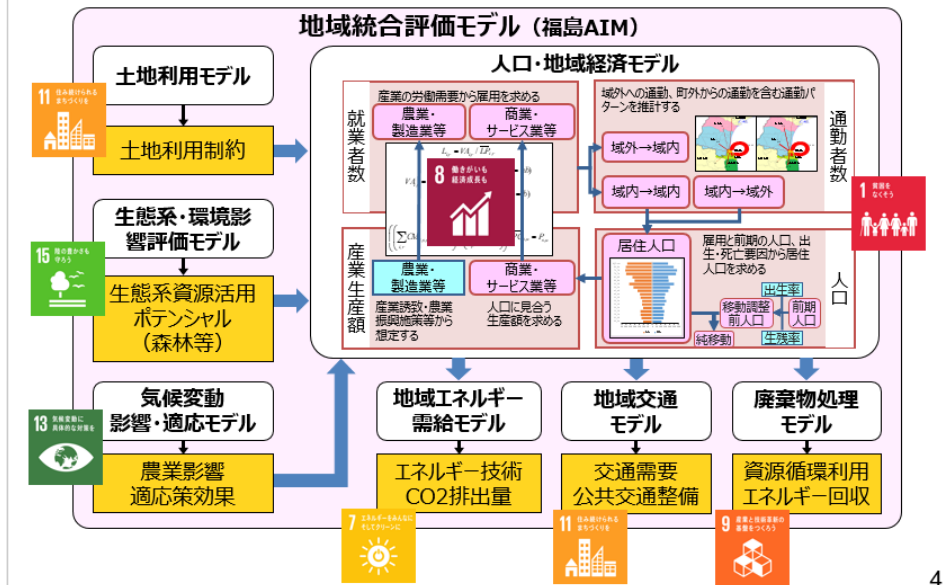 地域統合評価モデル（福島AIM）
土地利用モデル
11 住み続けられる
まちづくりを
土地利用制約
生態系・環境影
響評価モデル
15 陸の豊かさも
守ろう
生態系資源活用
ポテンシャル
（森林等）
気候変動
影響・適応モデル
13 気候変動に
具体的な対策を
農業影響
適応策効果
人口・地域経済モデル
就業者数
産業の労働需要から雇用を求める
農業・
製造業等
商業・
サービス業等
8 働きがいも
経済成長も
域外への通勤、町外からの通勤を含む通勤パ
ターンを推計する
通勤者数
域外→域内
域内→域内
域内→域外
1 貧困を
なくそう
産業生産額
農業・
製造業等
商業・
サービス業等
産業誘致・農業
振興施策等から
想定する
人口に見合う
生産額を求める
居住人口
雇用と前期の人口、出
生・死亡要因から居住
人口を求める
人口
出生率
移動調整
前人口
前期
人口
純移動
生残率
地域エネルギー
需給モデル
エネルギー技術
CO2排出量
7 エネルギーをみんなに
そしてクリーンに
地域交通
モデル
交通需要
公共交通整備
11 住み続けられる
まちづくりを
廃棄物処理
モデル
資源循環利用
エネルギー回収
9 産業と技術革新の
基盤をつくろう
4